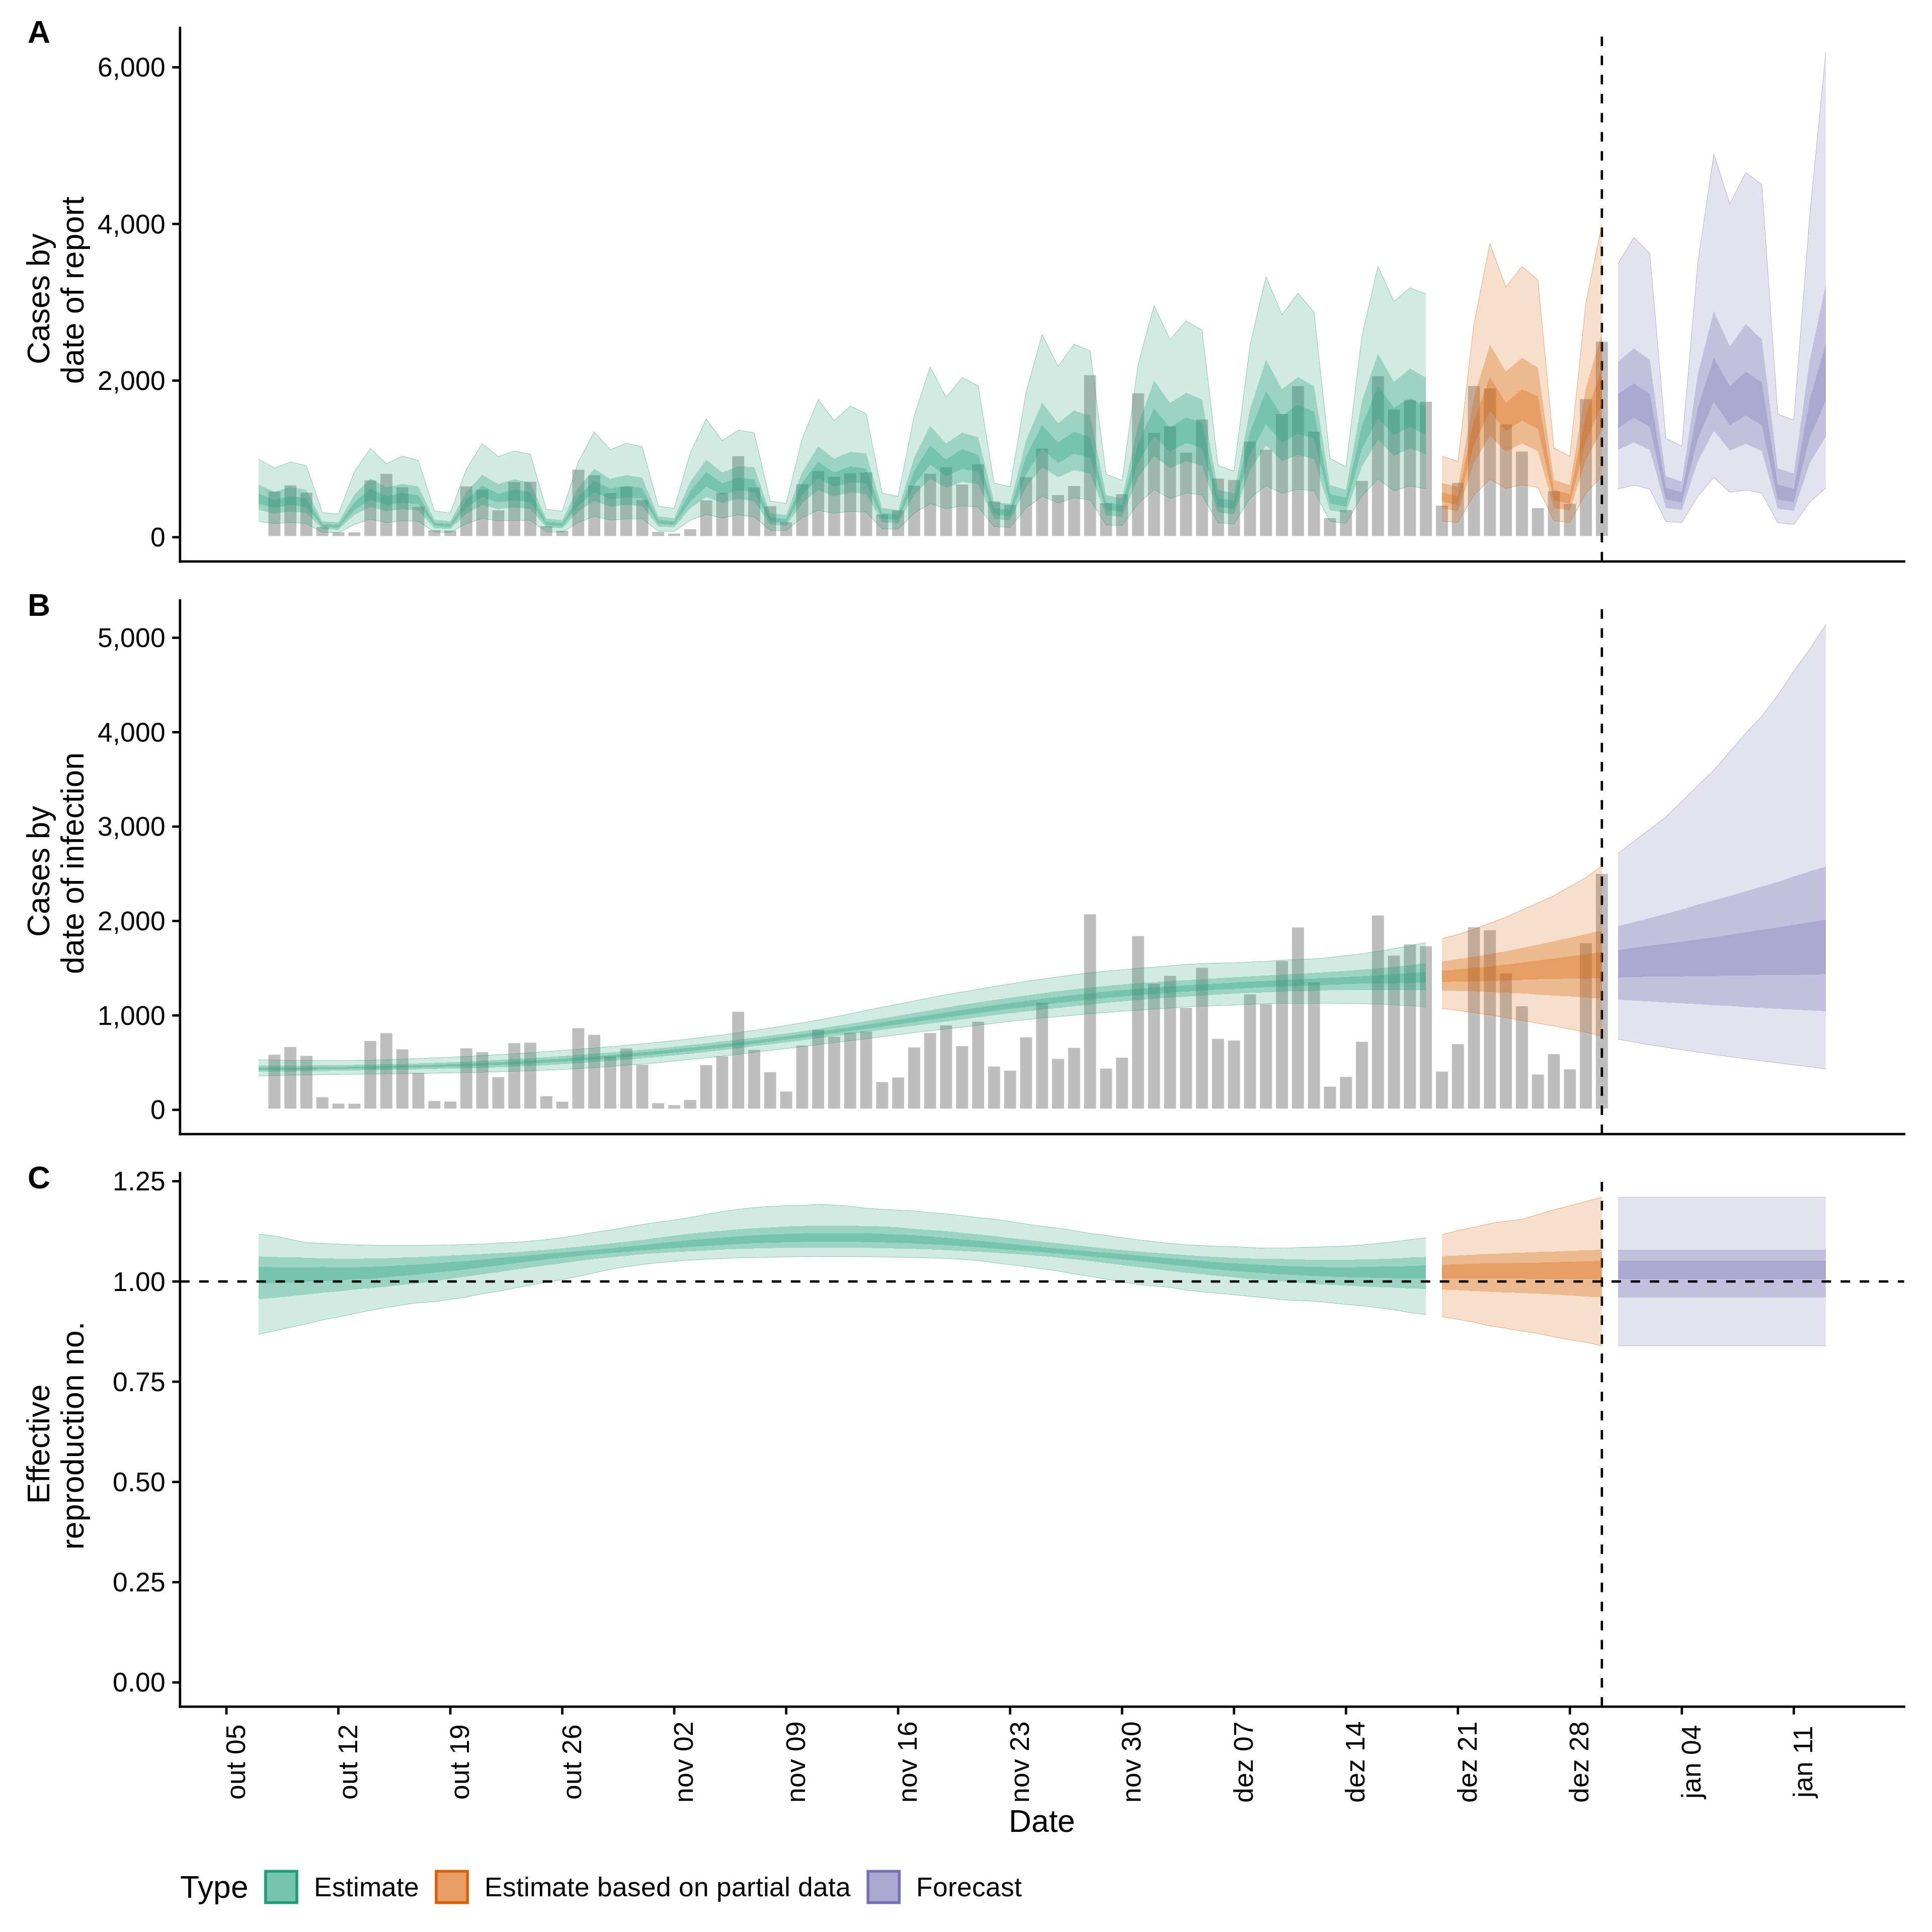 A
6,000
4,000
2,000
0
Cases by
date of report
B
5,000
4,000
3,000
2,000
1,000
0
Cases by
date of infection
C
1.25
1.00
0.75
0.50
0.25
0.00
Effective
reproduction no.
out 05
out 12
out 19
out 26
nov 02
nov 09
nov 16
nov 23
nov 30
dez 07
dez 14
dez 21
dez 28
jan 04
jan 11
Date
Type Estimate Estimate based on partial data Forecast